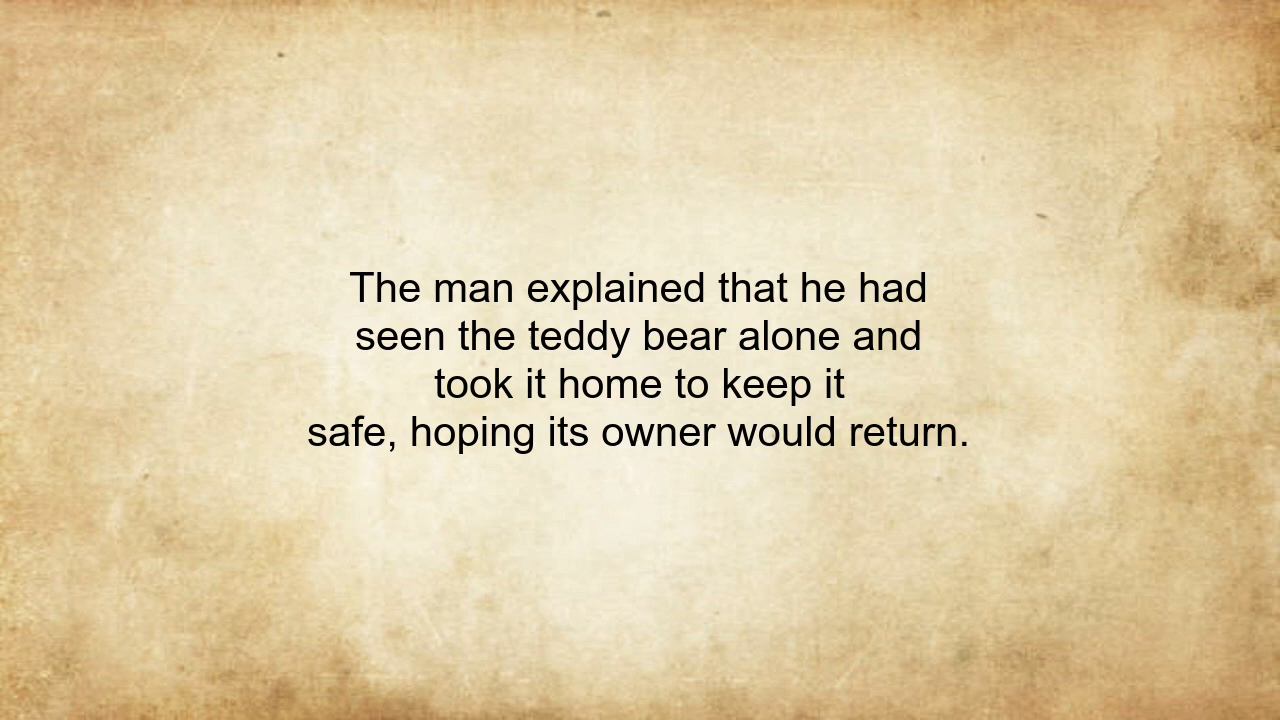 The man explained that he had
seen the teddy bear alone and
took it home to keep it
safe, hoping its owner would return.